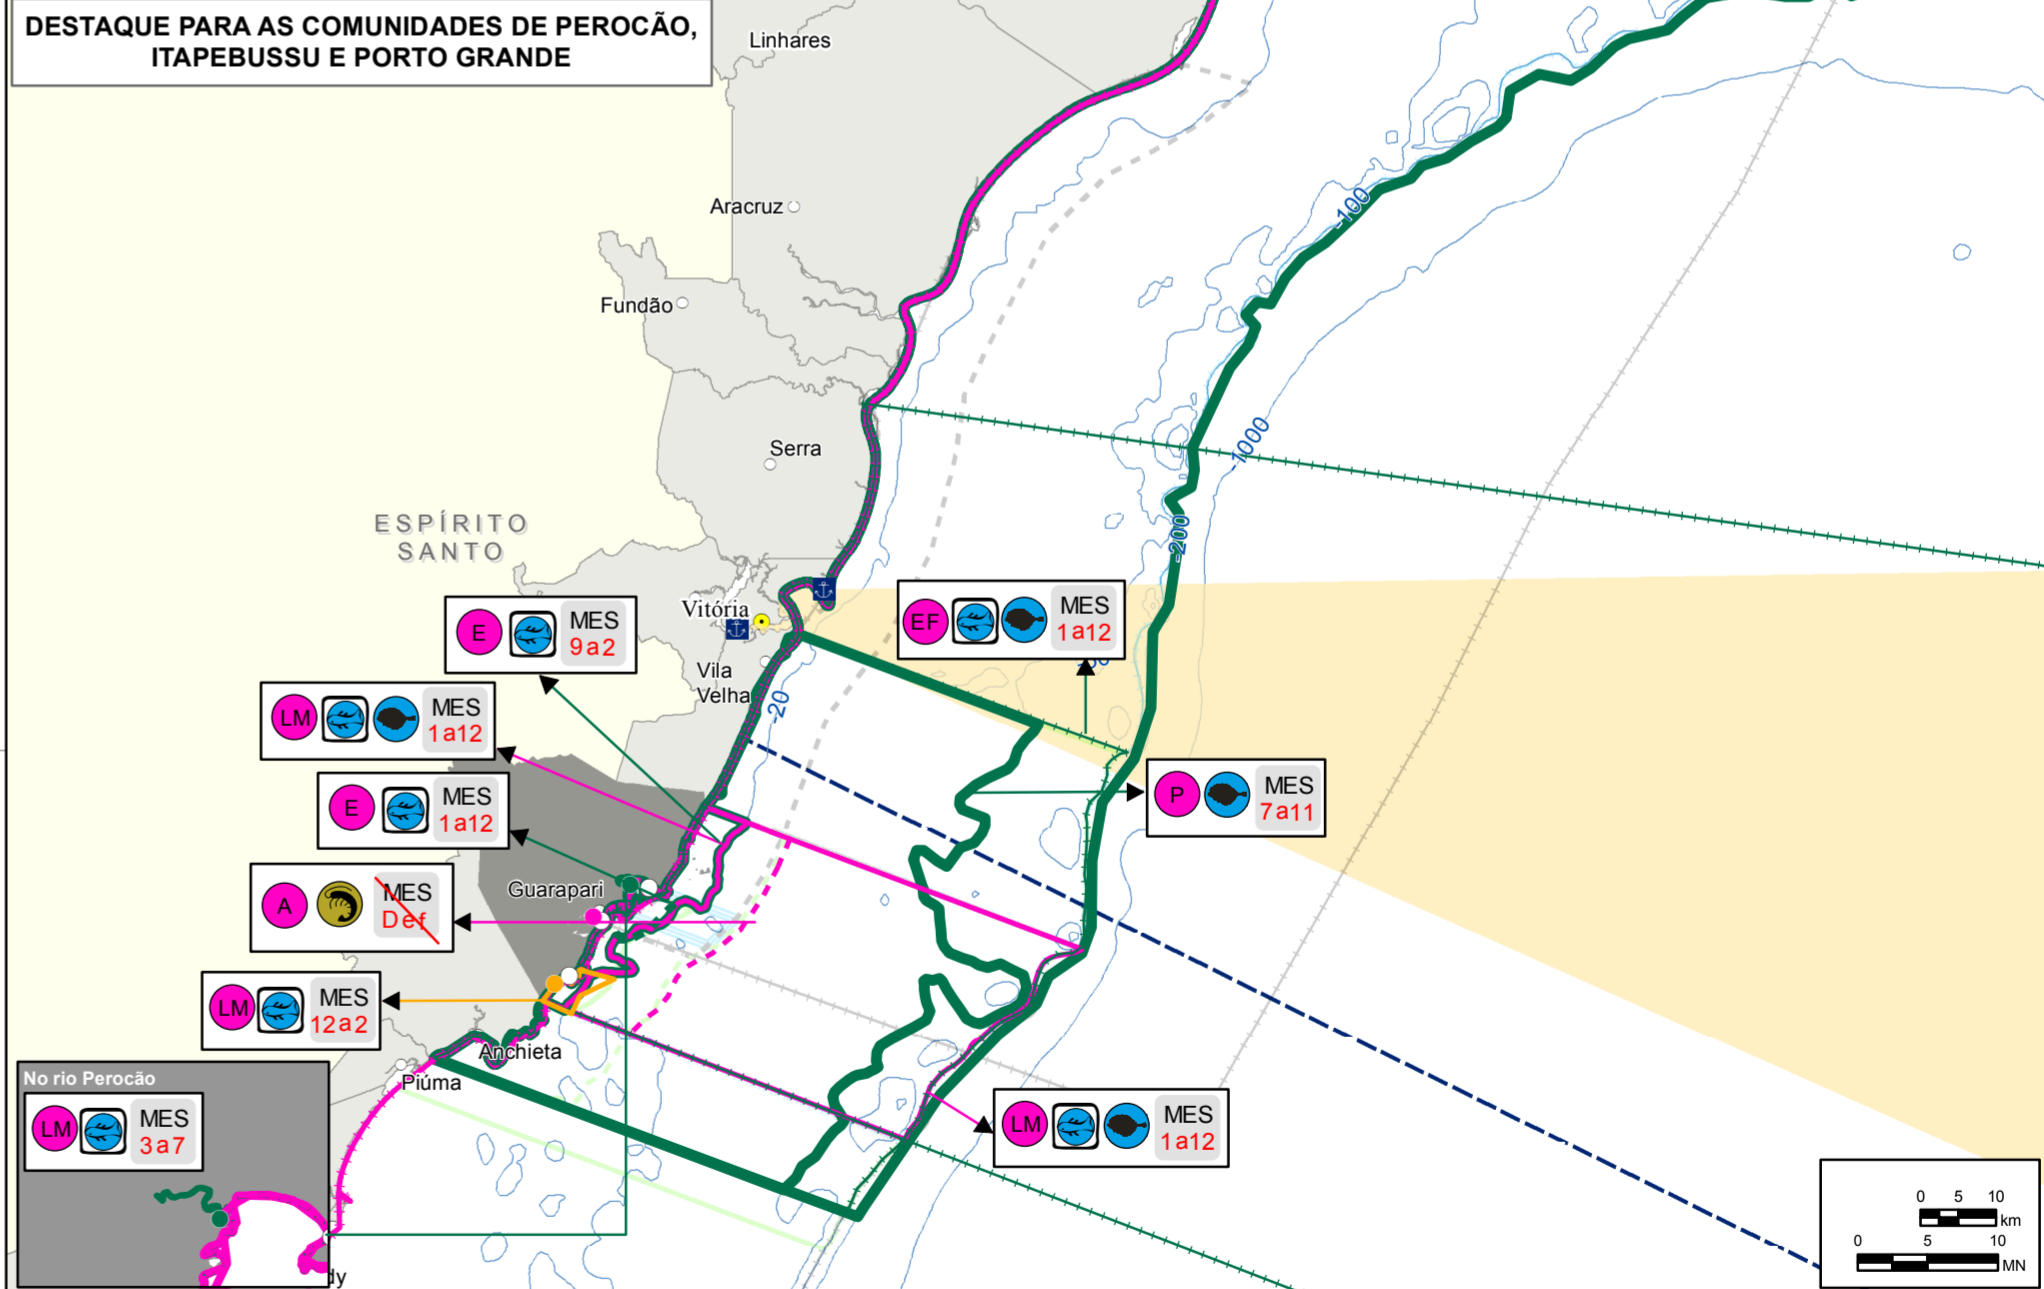 DESTAQUE PARA AS COMUNIDADES DE PEROCÃO,
ITAPEBUSSU E PORTO GRANDE
Linhares
Aracruz
-100
Fundão
-1000
Serra
ESPÍRITO
SANTO
-200
Vitória
E
MES
9a2
EF
MES
1a12
Vila
Velha
-20
LM
MES
1a12
P
MES
7a11
E
MES
1a12
Guarapari
A
MES
Def
LM
MES
12a2
Anchieta
Piúma
No rio Perocão
LM
MES
3a7
LM
MES
1a12
dy
0 5 10
km
0 5 10
MN